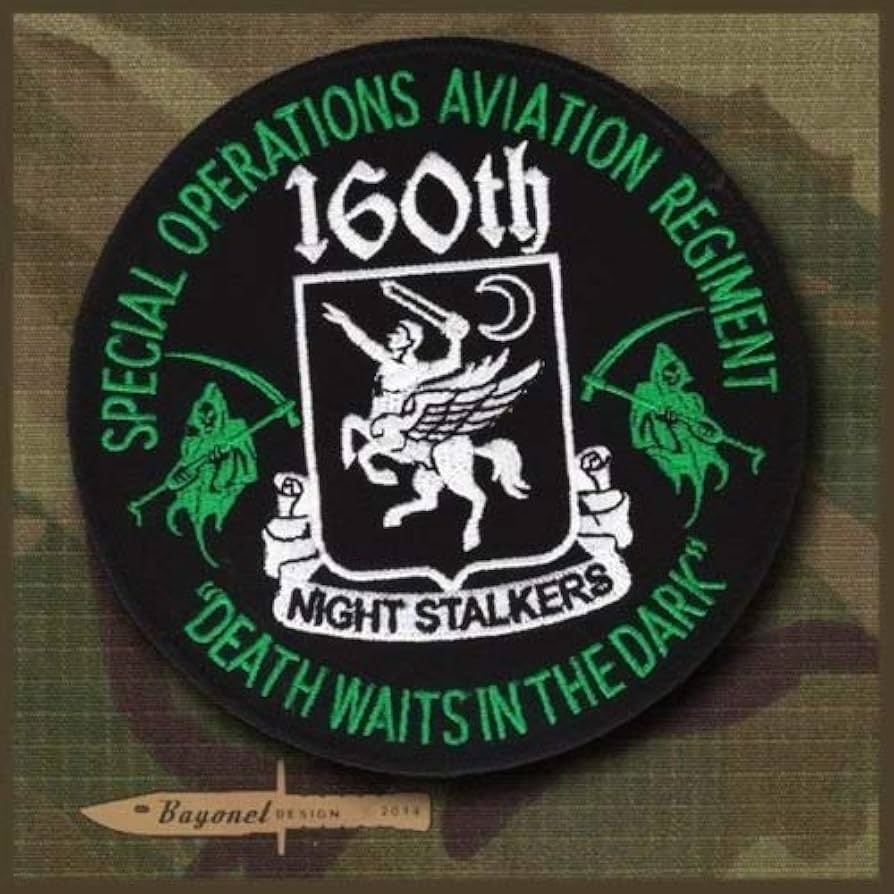 SPECIAL OPERATIONS AVIATION REGIMENT
160th
NIGHT STALKERS
"DEATH WAITS IN THE DARK"
Bayonet DESIGN 2014